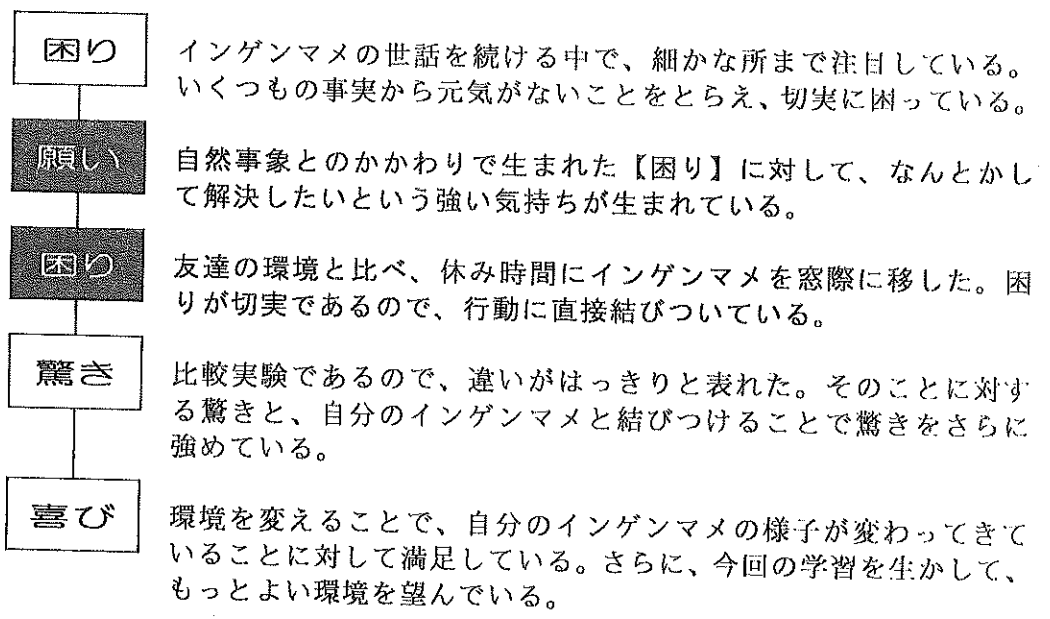 困り
インゲンマメの世話を続ける中で、細かな所まで注目している。
いくつもの事実から元気がないことをとらえ、切実に困っている。
願い
自然事象とのかかわりで生まれた【困り】に対して、なんとかし
て解決したいという強い気持ちが生まれている。
困り
友達の環境と比べ、休み時間にインゲンマメを窓際に移した。困
りが切実であるので、行動に直接結びついている。
驚き
比較実験であるので、違いがはっきりと表れた。そのことに対す
る驚きと、自分のインゲンマメと結びつけることで驚きをさらに
強めている。
喜び
環境を変えることで、自分のインゲンマメの様子が変わってきて
いることに対して満足している。さらに、今回の学習を生かして、
もっとよい環境を望んでいる。